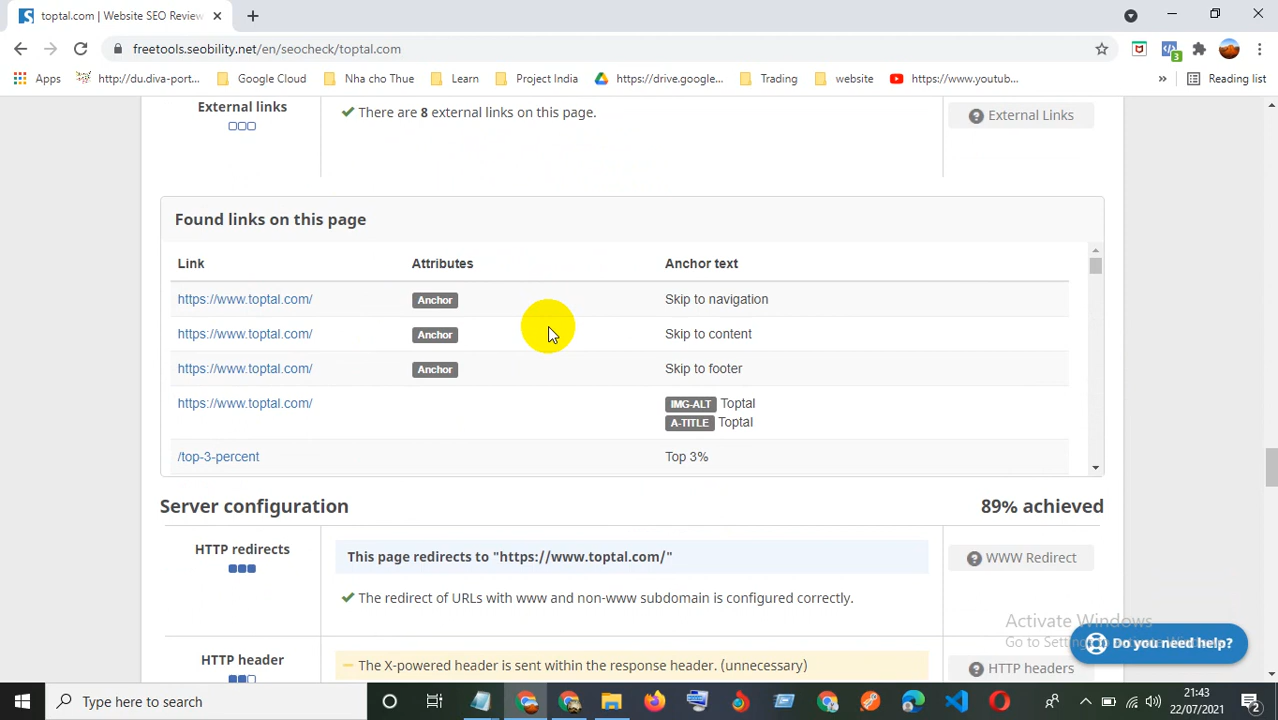 toptal.com | Website SEO Review
freetools.seobility.net/en/seocheck/toptal.com
3
Apps http://du.diva-port... Google Cloud Nha cho Thue Learn Project India https://drive.google... Trading website https://www.youtub... » Reading list
External links
There are 8 external links on this page.
External Links
Found links on this page
Link Attributes Anchor text
https://www.toptal.com/ Anchor Skip to navigation
https://www.toptal.com/ Anchor Skip to content
https://www.toptal.com/ Anchor Skip to footer
https://www.toptal.com/ IMG-ALT Toptal
A-TITLE Toptal
/top-3-percent Top 3%
Server configuration 89% achieved
HTTP redirects
This page redirects to "https://www.toptal.com/"
WWW Redirect
The redirect of URLs with www and non-www subdomain is configured correctly.
Activate Windows
Go to Settings to activate Windows.
Do you need help?
HTTP header
The X-powered header is sent within the response header. (unnecessary)
HTTP headers
Type here to search
21:43
22/07/2021
2